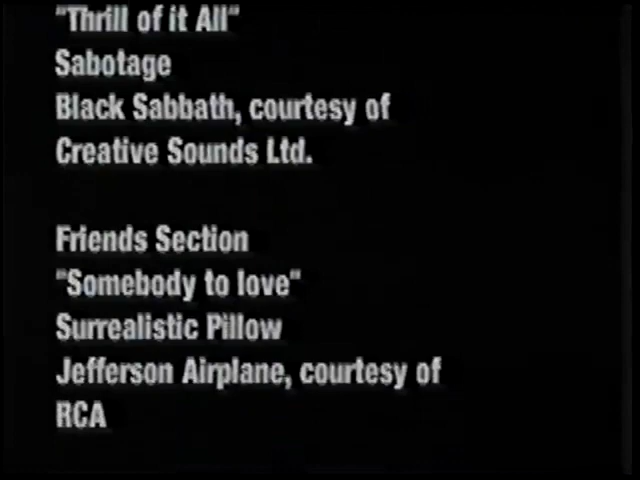 "Thrill of it All"
Sabotage
Black Sabbath, courtesy of
Creative Sounds Ltd.
Friends Section
"Somebody to love"
Surrealistic Pillow
Jefferson Airplane, courtesy of
RCA